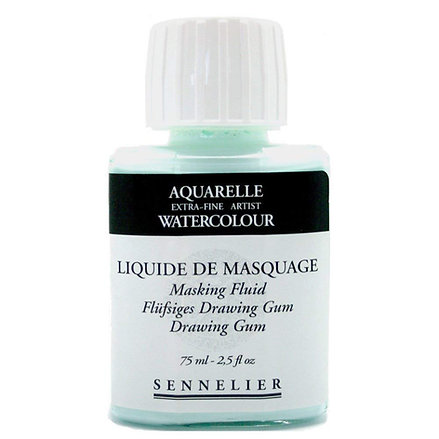 AQUARELLE
EXTRA-FINE ARTIST
WATERCOLOUR
LIQUIDE DE MASQUAGE
Masking Fluid
Flüßsiges Drawing Gum
Drawing Gum
75 ml - 2,5 fl oz
SENNELIER